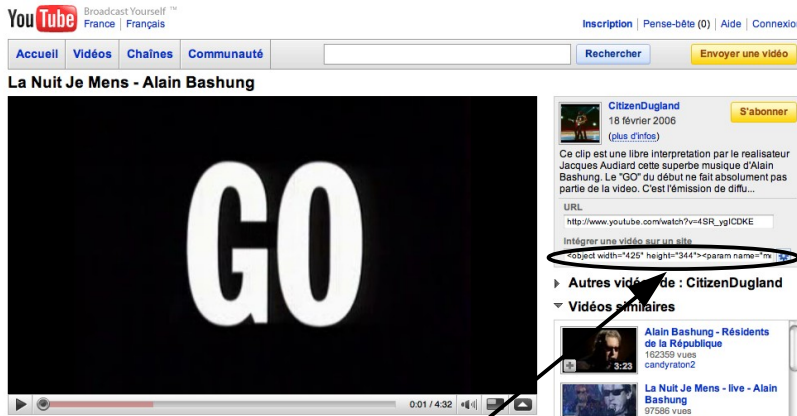 You Tube
Broadcast Yourself ™
France | Français
Inscription | Pense-bête (0) | Aide | Connexion
Accueil Vidéos Chaînes Communauté Rechercher Envoyer une vidéo
La Nuit Je Mens - Alain Bashung
GO
0:01 / 4:32
CitizenDugland
18 février 2006
(plus d'infos)
S'abonner
Ce clip est une libre interpretation par le realisateur
Jacques Audiard cette superbe musique d'Alain
Bashung. Le "GO" du début ne fait absolument pas
partie de la video. C'est l'émission de diffu...
URL
http://www.youtube.com/watch?v=4SR_ygICDKE
Intégrer une vidéo sur un site
<object width="425" height="344"><param name="m
Autres vidéos de : CitizenDugland
Vidéos similaires
3:23
Alain Bashung - Résidents
de la République
162359 vues
candyraton2
La Nuit Je Mens - live - Alain
Bashung
97586 vues